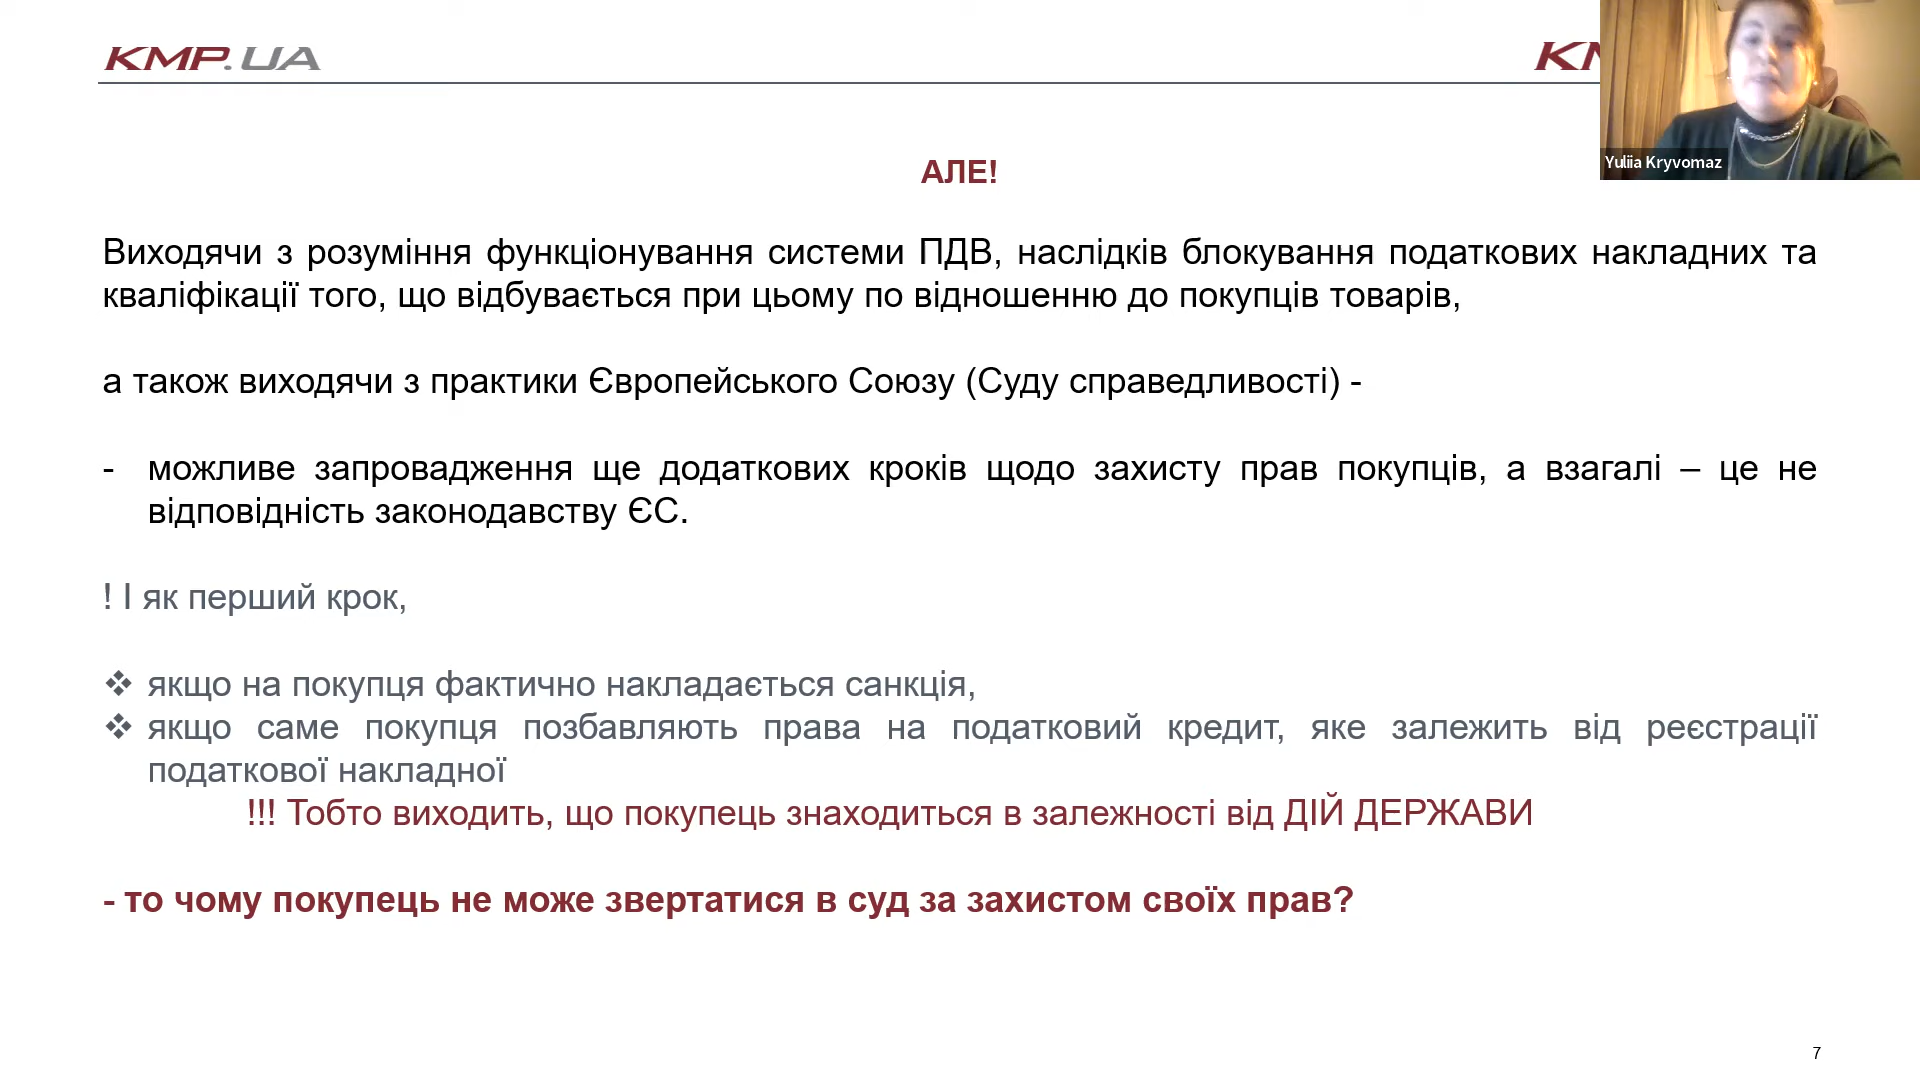 KMP.UA
Yuliia Kryvomaz
АЛЕ!
Виходячи з розуміння функціонування системи ПДВ, наслідків блокування податкових накладних та
кваліфікації того, що відбувається при цьому по відношенню до покупців товарів,
а також виходячи з практики Європейського Союзу (Суду справедливості) -
- можливе запровадження ще додаткових кроків щодо захисту прав покупців, а взагалі – це не
відповідність законодавству ЄС.
! І як перший крок,
❖ якщо на покупця фактично накладається санкція,
❖ якщо саме покупця позбавляють права на податковий кредит, яке залежить від реєстрації
податкової накладної
!!! Тобто виходить, що покупець знаходиться в залежності від ДІЙ ДЕРЖАВИ
- то чому покупець не може звертатися в суд за захистом своїх прав?
7